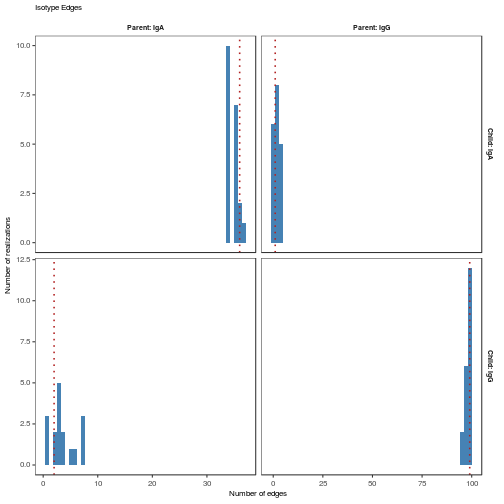 Isotype Edges
Parent: IgA
Parent: IgG
10.0
7.5
5.0
2.5
0.0
Child: IgA
Number of realizations
12.5
10.0
7.5
5.0
2.5
0.0
Child: IgG
0 10 20 30
0 25 50 75 100
Number of edges